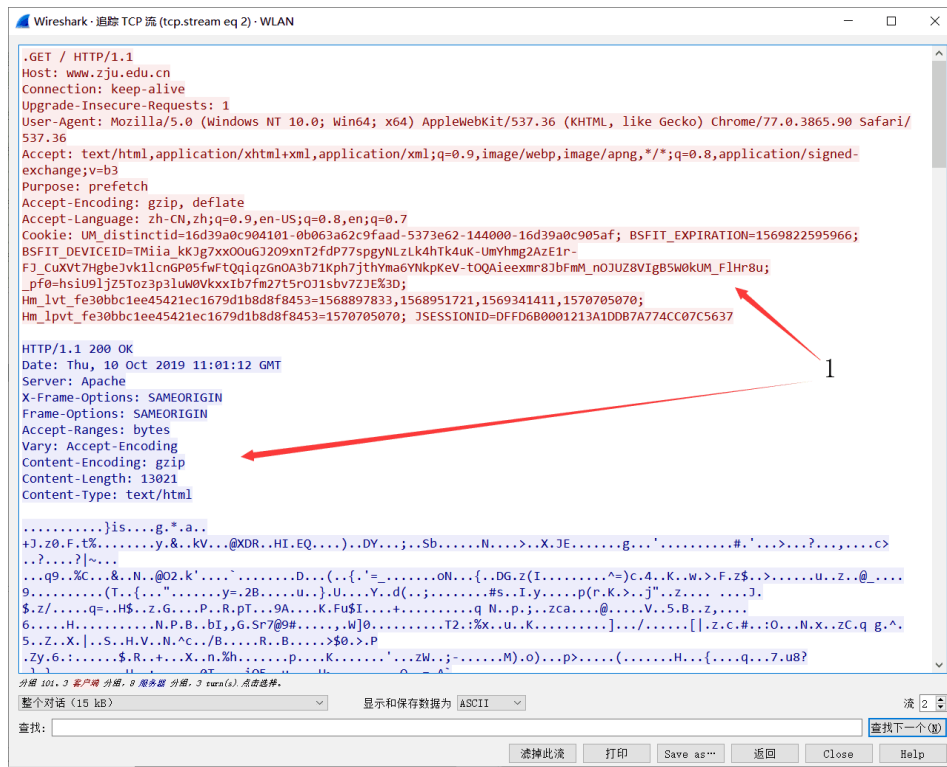 Wireshark · 追踪 TCP 流 (tcp.stream eq 2) · WLAN
.GET / HTTP/1.1
Host: www.zju.edu.cn
Connection: keep-alive
Upgrade-Insecure-Requests: 1
User-Agent: Mozilla/5.0 (Windows NT 10.0; Win64; x64) AppleWebKit/537.36 (KHTML, like Gecko) Chrome/77.0.3865.90 Safari/
537.36
Accept: text/html,application/xhtml+xml,application/xml;q=0.9,image/webp,image/apng,*/*;q=0.8,application/signed-
exchange;v=b3
Purpose: prefetch
Accept-Encoding: gzip, deflate
Accept-Language: zh-CN,zh;q=0.9,en-US;q=0.8,en;q=0.7
Cookie: UM_distinctid=16d39a0c904101-0b063a62c9faad-5373e62-144000-16d39a0c905af; BSFIT_EXPIRATION=1569822595966;
BSFIT_DEVICEID=TMiia_kKJg7xxOOuGJ2O9xnT2fdP77spgyNLzLk4hTk4uK-UmYhmg2AzE1r-
FJ_CuXVt7HgbeJvk1lcnGP05fwFtQqiqzGnOA3b71Kph7jthYma6YNkpKeV-tOQAieexmr8JbFmM_nOJUZ8VIgB5W0kUM_FlHr8u;
_pf0=hsiU9ljZ5Toz3p3luW0VkxxIb7fm27t5rOJ1sbv7ZJE%3D;
Hm_lvt_fe30bbc1ee45421ec1679d1b8d8f8453=1568897833,1568951721,1569341411,1570705070;
Hm_lpvt_fe30bbc1ee45421ec1679d1b8d8f8453=1570705070; JSESSIONID=DFFD6B0001213A1DDB7A774CC07C5637
1
HTTP/1.1 200 OK
Date: Thu, 10 Oct 2019 11:01:12 GMT
Server: Apache
X-Frame-Options: SAMEORIGIN
Frame-Options: SAMEORIGIN
Accept-Ranges: bytes
Vary: Accept-Encoding
Content-Encoding: gzip
Content-Length: 13021
Content-Type: text/html
...........}is....g.*.a..
分组 101。3 客户端 分组，9 服务器 分组，3 turn(s).点击选择。
整个对话（15 kB） 显示和保存数据为 ASCII 流 2
查找: 查找下一个(N)
滤掉此流 打印 Save as… 返回 Close Help